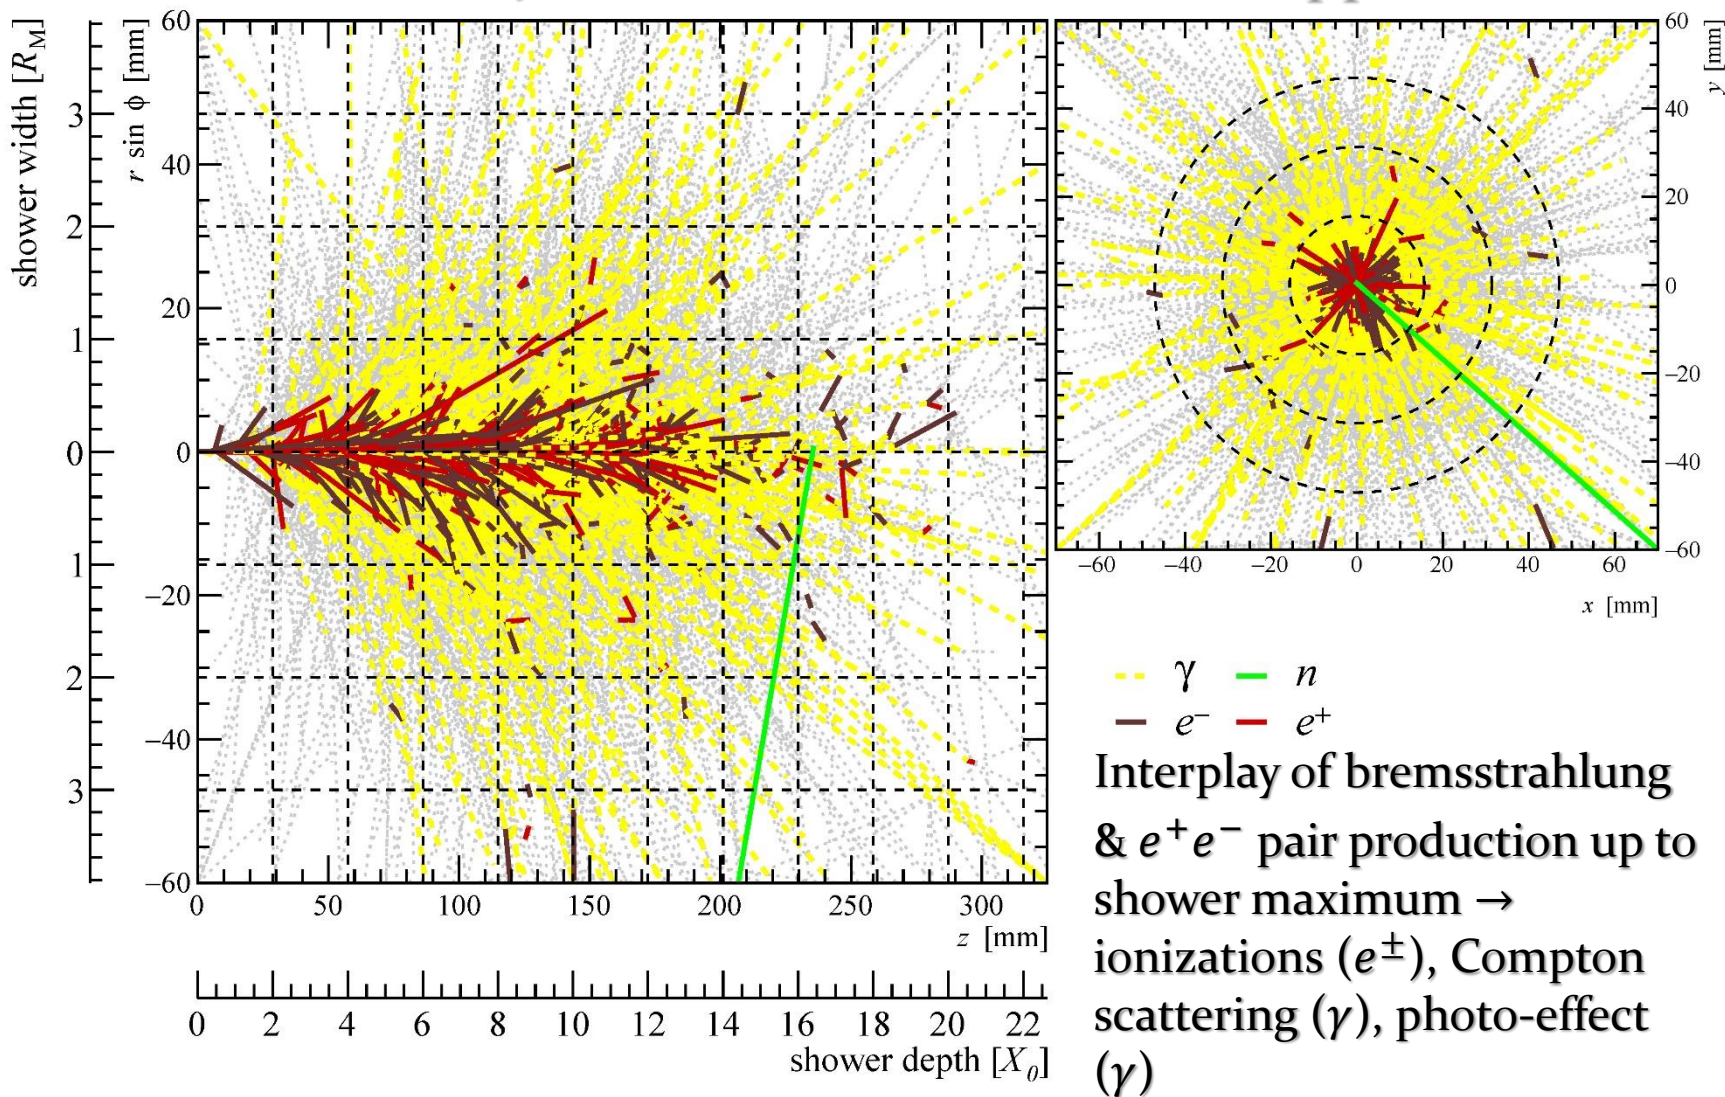 shower width [R_M]
3
2
1
0
1
2
3
r sin ϕ [mm]
60
40
20
0
−20
−40
−60
0 50 100 150 200 250 300
z [mm]
0 2 4 6 8 10 12 14 16 18 20 22
shower depth [X_0]
60
40
20
0
−20
−40
−60
y [mm]
−60 −40 −20 0 20 40 60
x [mm]
γ n
e⁻ e⁺
Interplay of bremsstrahlung
& e⁺e⁻ pair production up to
shower maximum →
ionizations (e^±), Compton
scattering (γ), photo-effect
(γ)